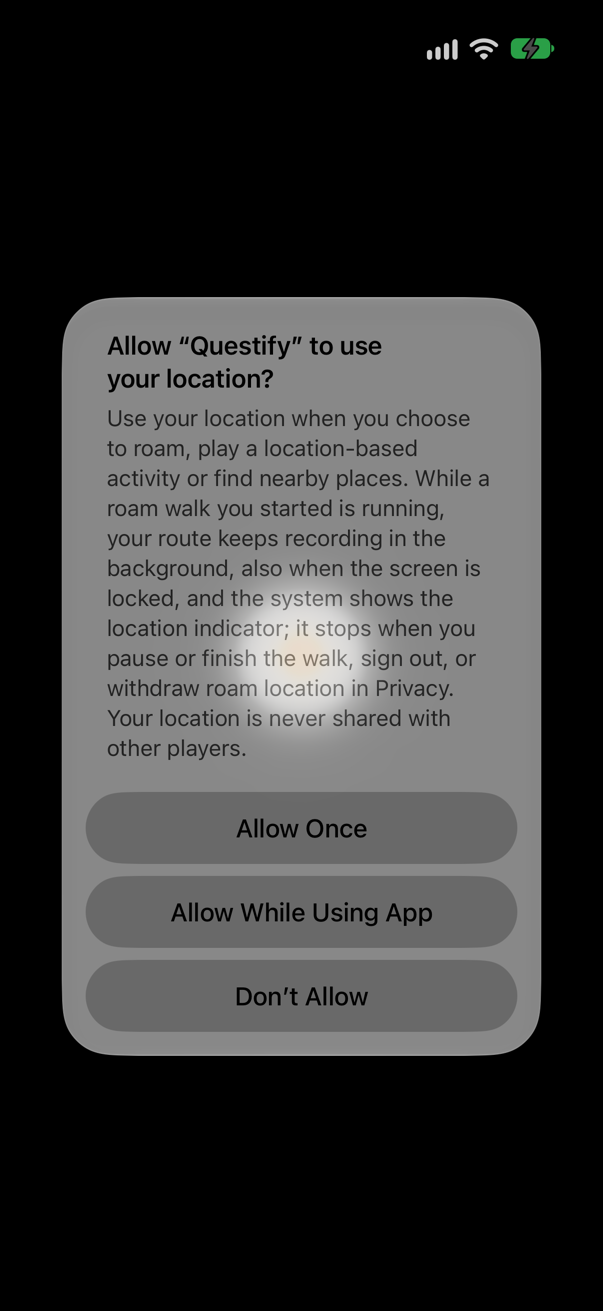 Allow “Questify” to use
your location?
Use your location when you choose
to roam, play a location-based
activity or find nearby places. While a
roam walk you started is running,
your route keeps recording in the
background, also when the screen is
locked, and the system shows the
location indicator; it stops when you
pause or finish the walk, sign out, or
withdraw roam location in Privacy.
Your location is never shared with
other players.
Allow Once
Allow While Using App
Don’t Allow